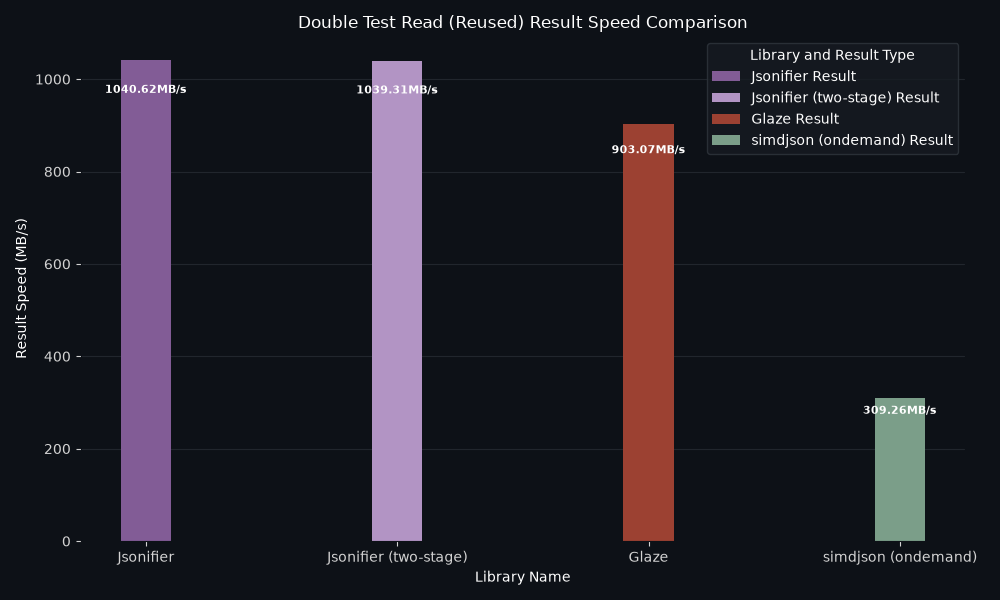 Double Test Read (Reused) Result Speed Comparison
Library and Result Type
Jsonifier Result
Jsonifier (two-stage) Result
Glaze Result
simdjson (ondemand) Result
1040.62MB/s
1039.31MB/s
903.07MB/s
309.26MB/s
Result Speed (MB/s)
1000
800
600
400
200
0
Jsonifier
Jsonifier (two-stage)
Glaze
simdjson (ondemand)
Library Name